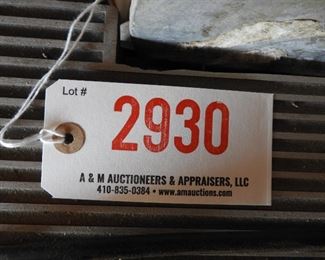 Lot #
2930
A & M AUCTIONEERS & APPRAISERS, LLC
410-835-0384 • www.amauctions.com